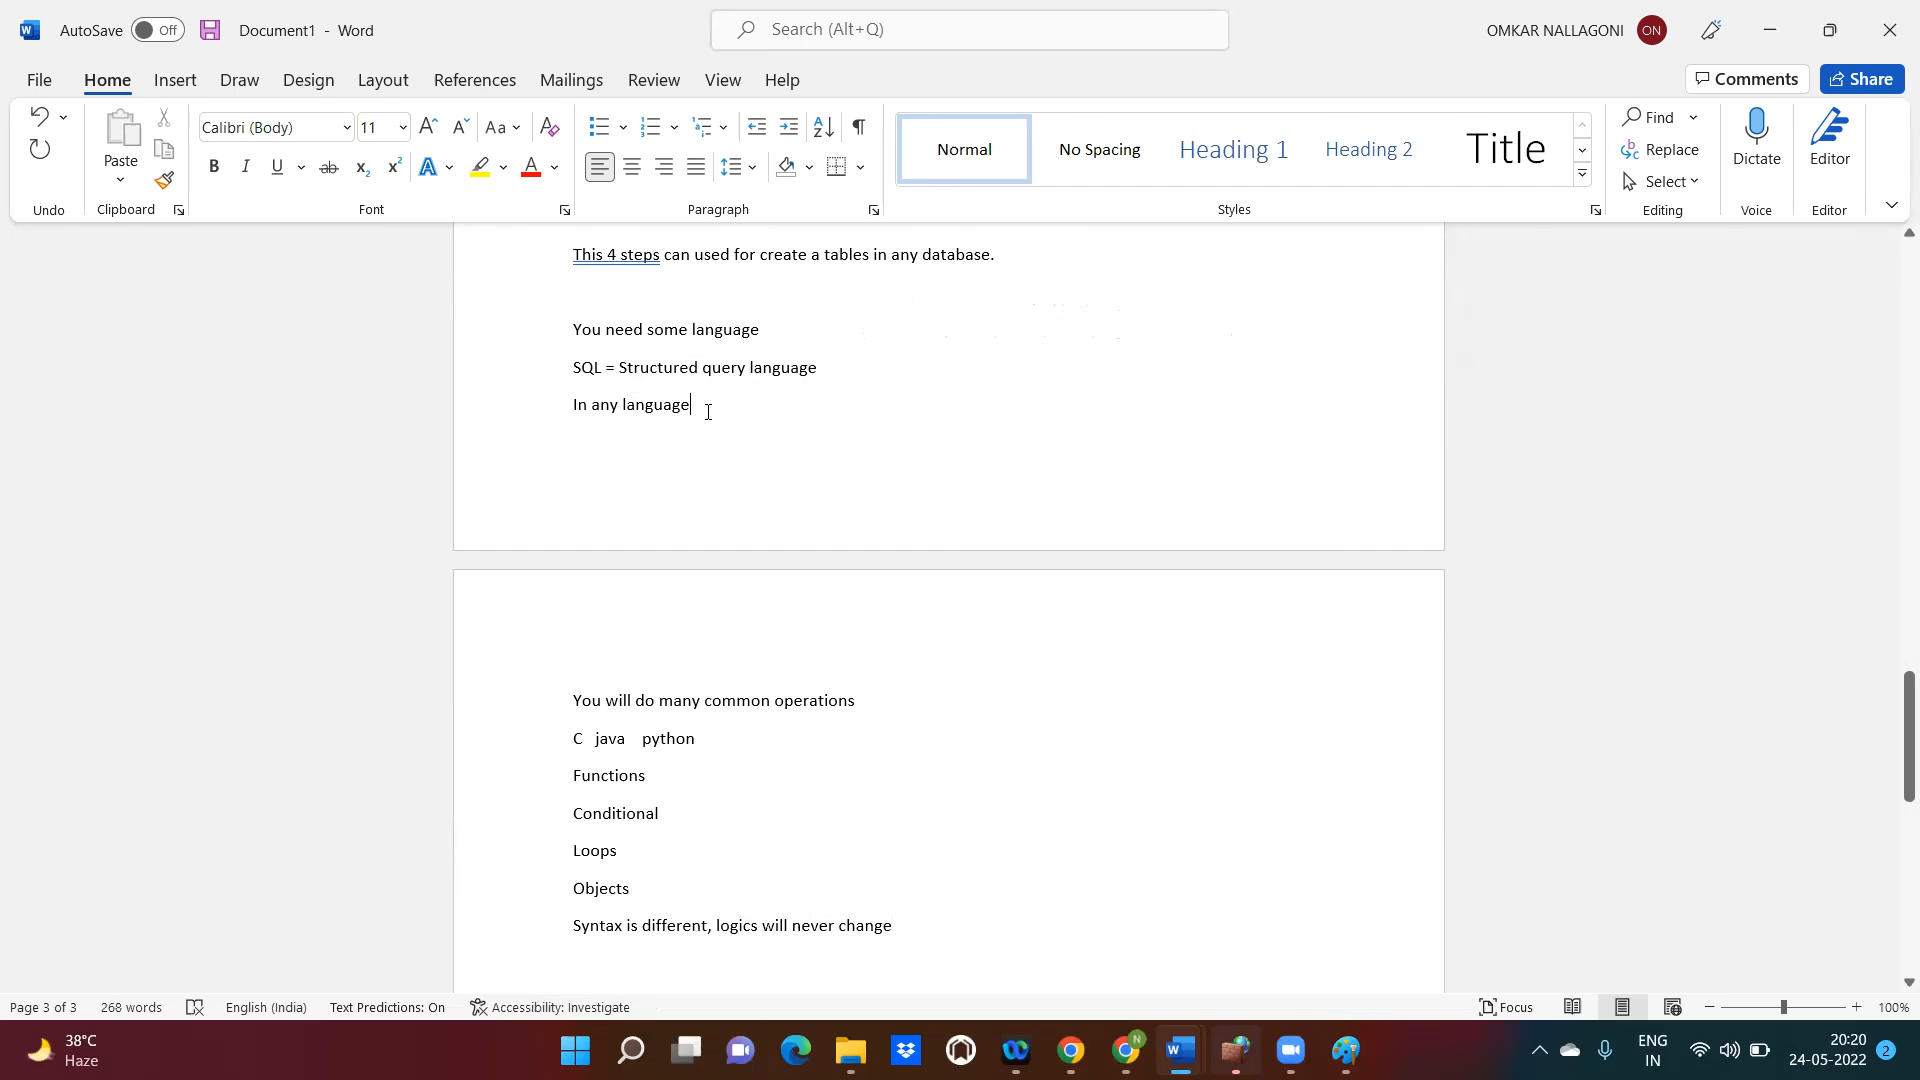 AutoSave Off Document1 - Word Search (Alt+Q) OMKAR NALLAGONI ON
File Home Insert Draw Design Layout References Mailings Review View Help Comments Share
Calibri (Body) 11 Aa Normal No Spacing Heading 1 Heading 2 Title Find
Paste Replace Dictate Editor
Select
Undo Clipboard Font Paragraph Styles Editing Voice Editor
This 4 steps can used for create a tables in any database.
You need some language
SQL = Structured query language
In any language
You will do many common operations
C java python
Functions
Conditional
Loops
Objects
Syntax is different, logics will never change
Page 3 of 3 268 words English (India) Text Predictions: On Accessibility: Investigate Focus 100%
38°C
Haze
ENG
IN
20:20
24-05-2022
2